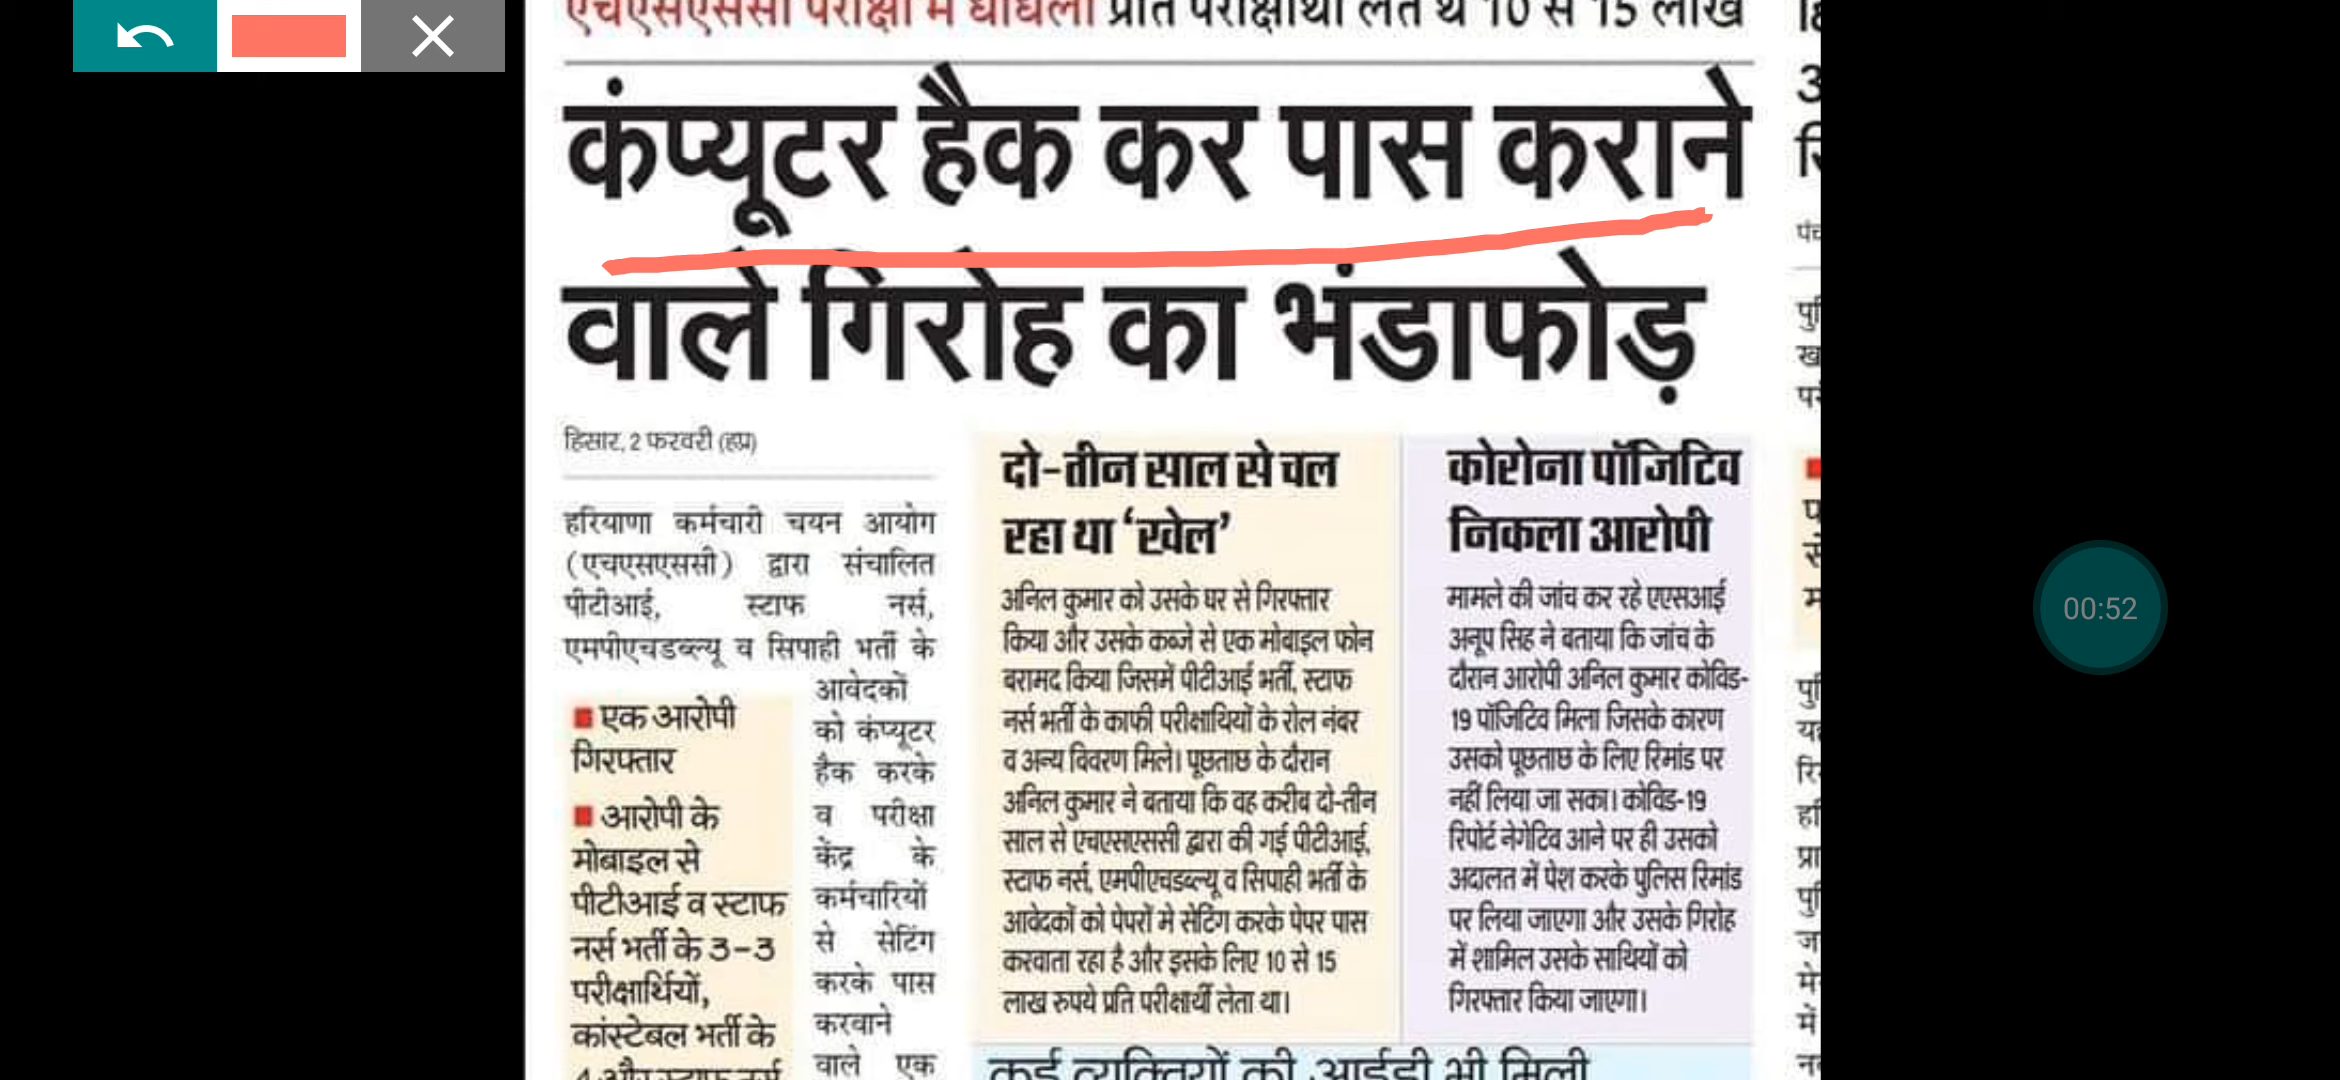 एचएसएससी परीक्षा में धांधली प्रति परीक्षार्थी लेते थे 10 से 15 लाख
कंप्यूटर हैक कर पास कराने
वाले गिरोह का भंडाफोड़
हिसार, 2 फरवरी (हप्र)
हरियाणा कर्मचारी चयन आयोग
(एचएसएससी) द्वारा संचालित
पीटीआई, स्टाफ नर्स,
एमपीएचडब्ल्यू व सिपाही भर्ती के
आवेदकों
को कंप्यूटर
हैक करके
व परीक्षा
केंद्र के
कर्मचारियों
से सेटिंग
करके पास
करवाने
वाले एक
एक आरोपी
गिरफ्तार
आरोपी के
मोबाइल से
पीटीआई व स्टाफ
नर्स भर्ती के 3-3
परीक्षार्थियों,
कांस्टेबल भर्ती के
4 और स्टाफ नर्स
दो-तीन साल से चल
रहा था ‘खेल’
अनिल कुमार को उसके घर से गिरफ्तार
किया और उसके कब्जे से एक मोबाइल फोन
बरामद किया जिसमें पीटीआई भर्ती, स्टाफ
नर्स भर्ती के काफी परीक्षाथियों के रोल नंबर
व अन्य विवरण मिले। पूछताछ के दौरान
अनिल कुमार ने बताया कि वह करीब दो-तीन
साल से एचएसएससी द्वारा की गई पीटीआई,
स्टाफ नर्स, एमपीएचडब्ल्यू व सिपाही भर्ती के
आवेदकों को पेपरों मे सेटिंग करके पेपर पास
करवाता रहा है और इसके लिए 10 से 15
लाख रुपये प्रति परीक्षार्थी लेता था।
कोरोना पॉजिटिव
निकला आरोपी
मामले की जांच कर रहे एएसआई
अनूप सिह ने बताया कि जांच के
दौरान आरोपी अनिल कुमार कोविड-
19 पॉजिटिव मिला जिसके कारण
उसको पूछताछ के लिए रिमांड पर
नहीं लिया जा सका। कोविड-19
रिपोर्ट नेगेटिव आने पर ही उसको
अदालत में पेश करके पुलिस रिमांड
पर लिया जाएगा और उसके गिरोह
में शामिल उसके साथियों को
गिरफ्तार किया जाएगा।
कई व्यक्तियों की आईडी भी मिली
00:52